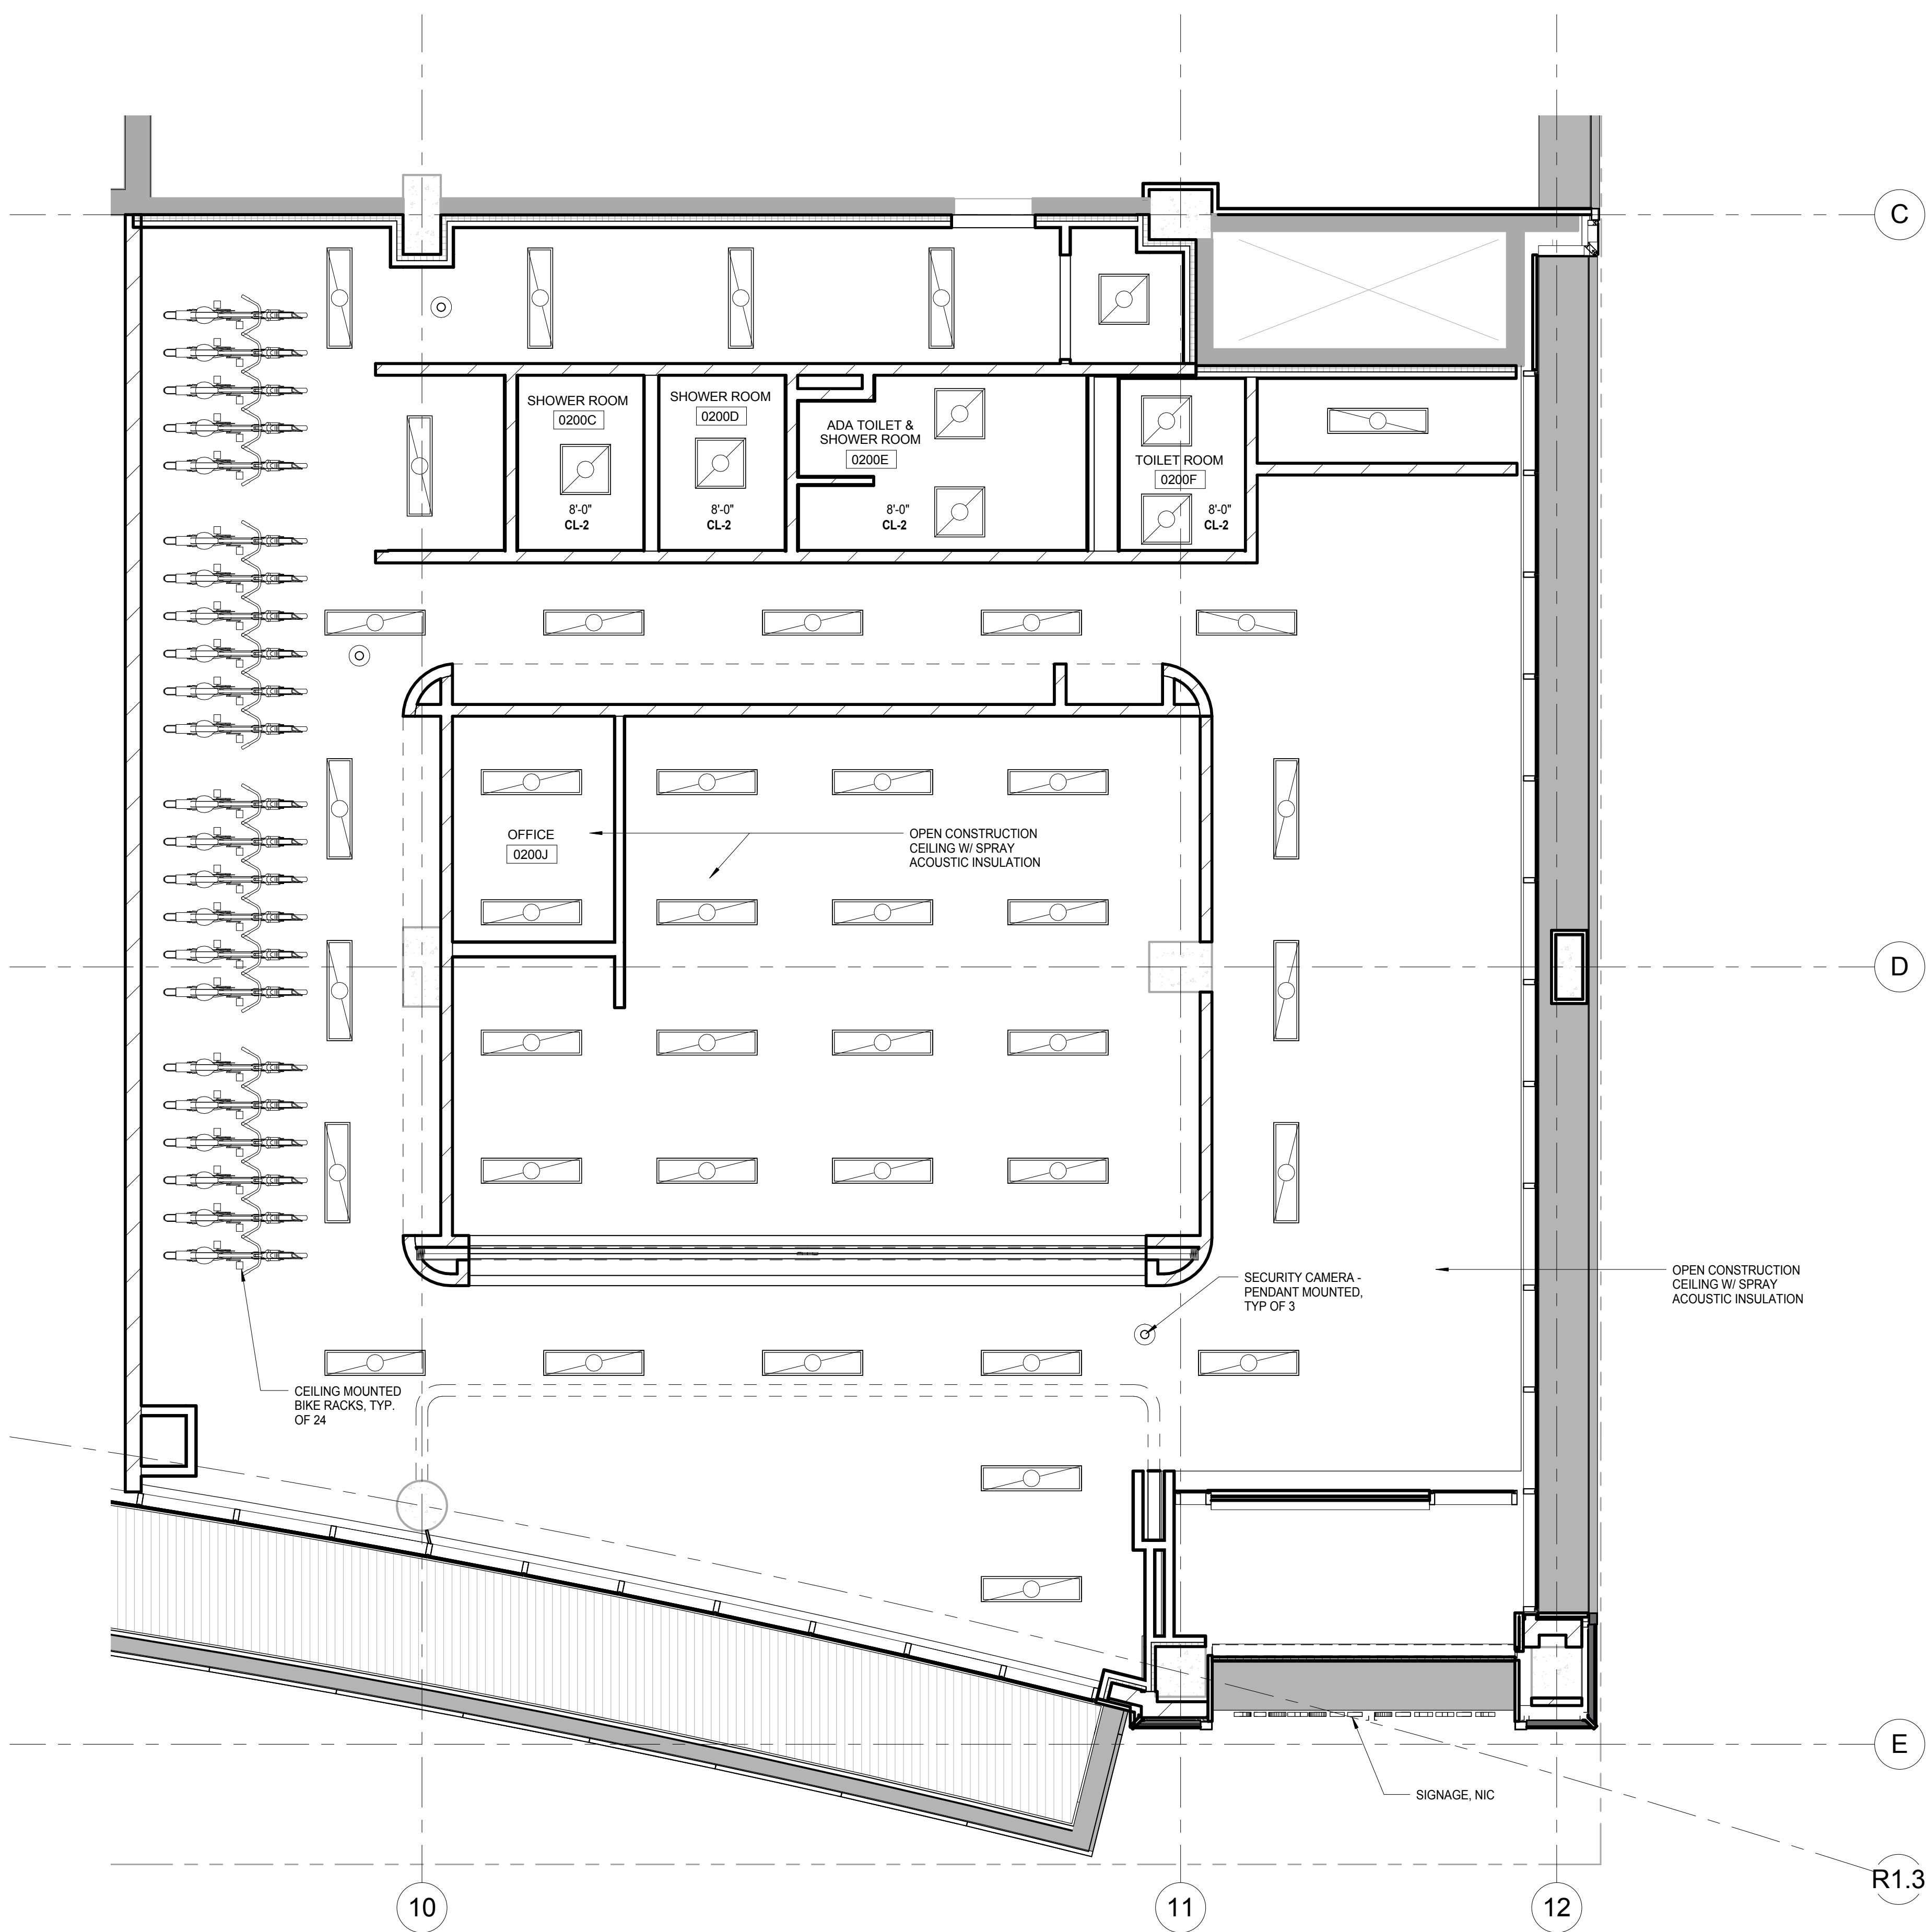 C
SHOWER ROOM
0200C
8'-0"
CL-2
SHOWER ROOM
0200D
8'-0"
CL-2
ADA TOILET &
SHOWER ROOM
0200E
8'-0"
CL-2
TOILET ROOM
0200F
8'-0"
CL-2
OFFICE
0200J
OPEN CONSTRUCTION
CEILING W/ SPRAY
ACOUSTIC INSULATION
D
SECURITY CAMERA -
PENDANT MOUNTED,
TYP OF 3
OPEN CONSTRUCTION
CEILING W/ SPRAY
ACOUSTIC INSULATION
CEILING MOUNTED
BIKE RACKS, TYP.
OF 24
E
SIGNAGE, NIC
R1.3
10
11
12